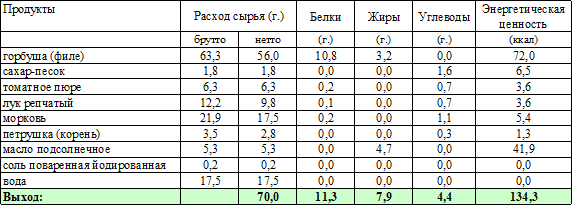 Продукты Расход сырья (г.) Белки Жиры Углеводы Энергетическая ценность
брутто нетто (г.) (г.) (г.) (ккал)
горбуша (филе) 63,3 56,0 10,8 3,2 0,0 72,0
сахар-песок 1,8 1,8 0,0 0,0 1,6 6,5
томатное пюре 6,3 6,3 0,2 0,0 0,7 3,6
лук репчатый 12,2 9,8 0,1 0,0 0,7 3,6
морковь 21,9 17,5 0,2 0,0 1,1 5,4
петрушка (корень) 3,5 2,8 0,0 0,0 0,3 1,3
масло подсолнечное 5,3 5,3 0,0 4,7 0,0 41,9
соль поваренная йодированная 0,2 0,2 0,0 0,0 0,0 0,0
вода 17,5 17,5 0,0 0,0 0,0 0,0
Выход: 70,0 11,3 7,9 4,4 134,3